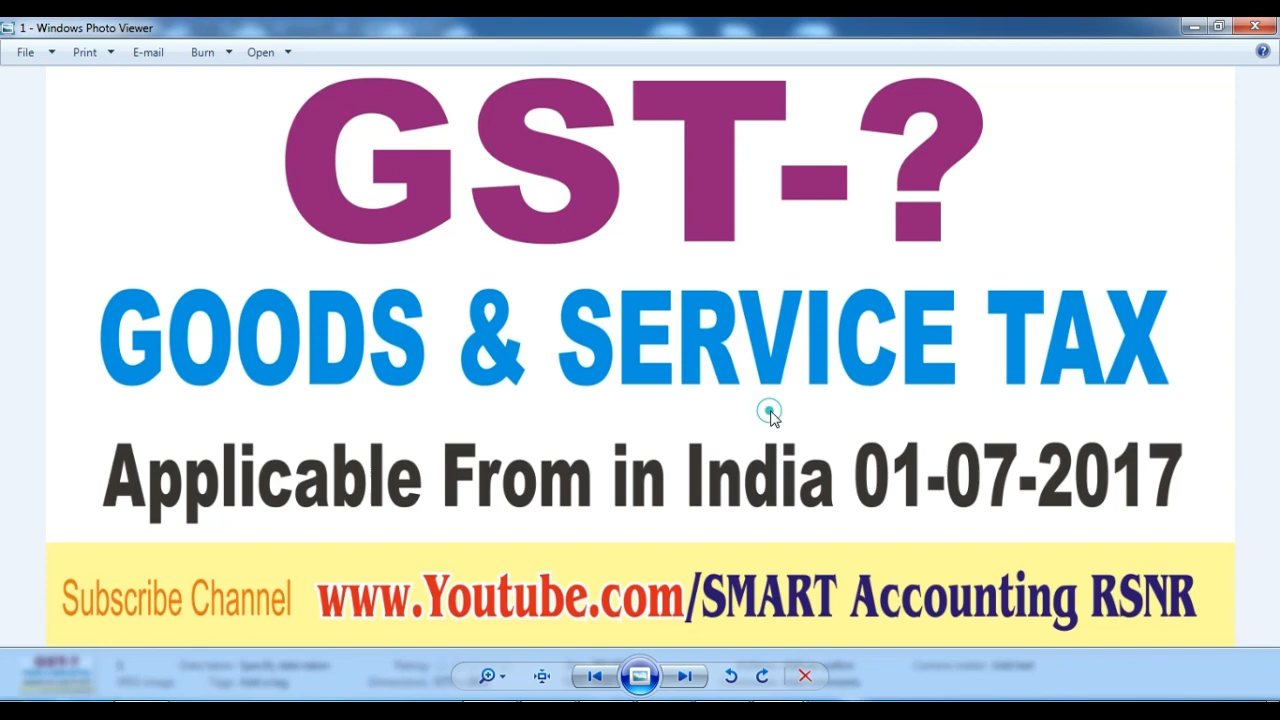 1 - Windows Photo Viewer
File Print E-mail Burn Open
GST-?
GOODS & SERVICE TAX
Applicable From in India 01-07-2017
Subscribe Channel www.Youtube.com/SMART Accounting RSNR